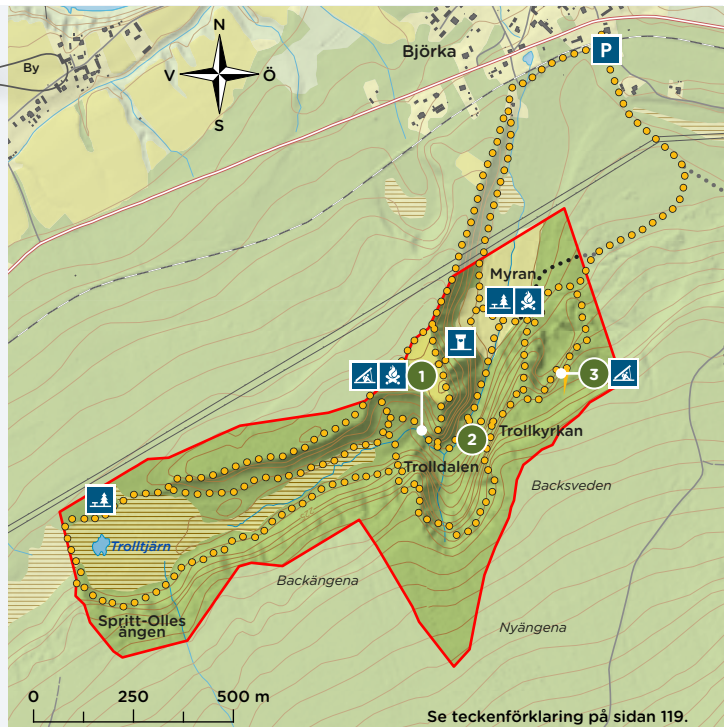 By
Björka
P
N
V
Ö
S
Myran
1
3
2
Trollkyrkan
Trolldalen
Backsveden
Trolltjärn
Backängena
Spritt-Olles
ängen
Nyängena
0 250 500 m
Se teckenförklaring på sidan 119.